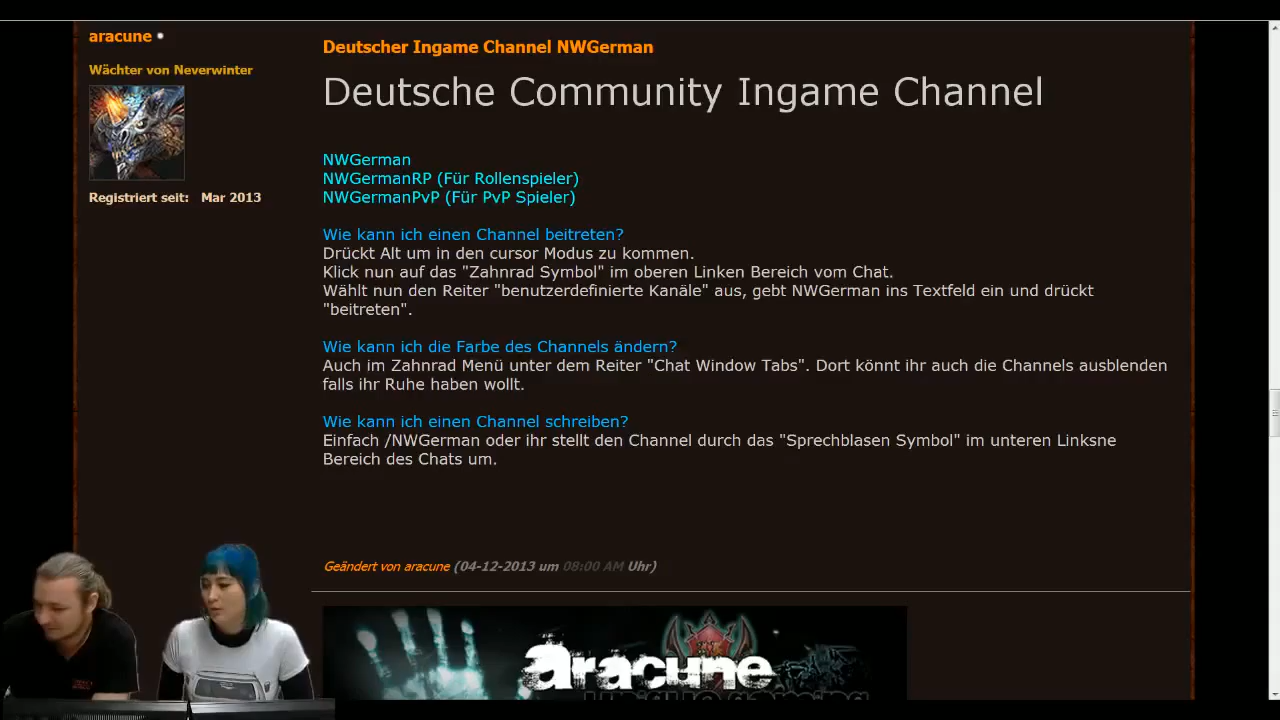 aracune
Wächter von Neverwinter
Registriert seit: Mar 2013
Deutscher Ingame Channel NWGerman
Deutsche Community Ingame Channel
NWGerman
NWGermanRP (Für Rollenspieler)
NWGermanPvP (Für PvP Spieler)
Wie kann ich einen Channel beitreten?
Drückt Alt um in den cursor Modus zu kommen.
Klick nun auf das "Zahnrad Symbol" im oberen Linken Bereich vom Chat.
Wählt nun den Reiter "benutzerdefinierte Kanäle" aus, gebt NWGerman ins Textfeld ein und drückt
"beitreten".
Wie kann ich die Farbe des Channels ändern?
Auch im Zahnrad Menü unter dem Reiter "Chat Window Tabs". Dort könnt ihr auch die Channels ausblenden
falls ihr Ruhe haben wollt.
Wie kann ich einen Channel schreiben?
Einfach /NWGerman oder ihr stellt den Channel durch das "Sprechblasen Symbol" im unteren Linksne
Bereich des Chats um.
Geändert von aracune (04-12-2013 um 08:00 AM Uhr)
aracune